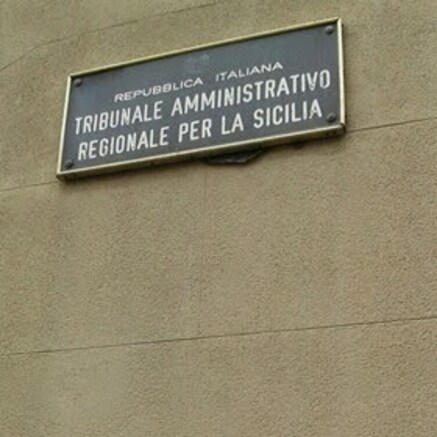 REPUBBLICA ITALIANA
TRIBUNALE AMMINISTRATIVO
REGIONALE PER LA SICILIA